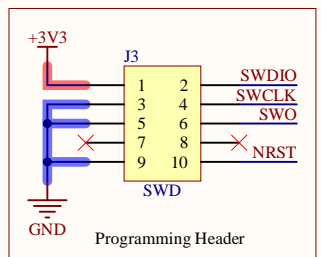 +3V3
J3
1 2 SWDIO
3 4 SWCLK
5 6 SWO
7 8
9 10 NRST
SWD
GND
Programming Header